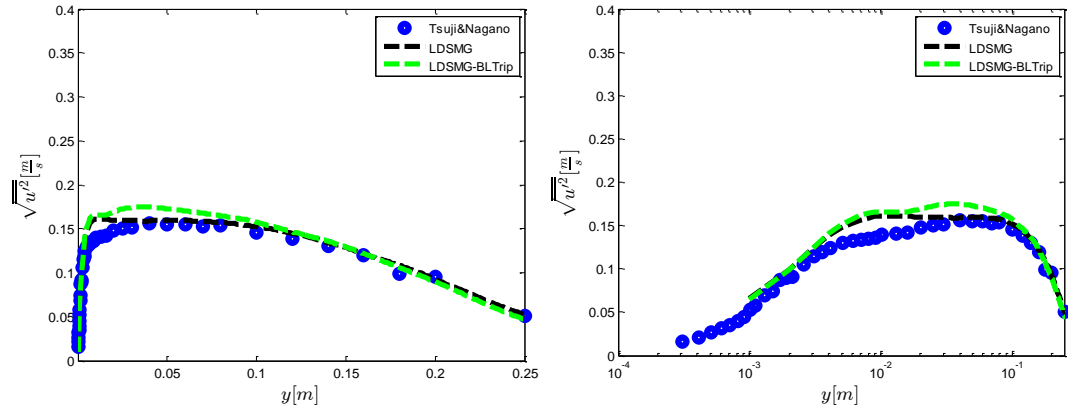 0.4
0.35
0.3
0.25
0.2
0.15
0.1
0.05
0
0.05
0.1
0.15
0.2
0.25
√u′² [m/s]
y[m]
Tsuji&Nagano
LDSMG
LDSMG-BLTrip
0.4
0.35
0.3
0.25
0.2
0.15
0.1
0.05
0
10⁻⁴
10⁻³
10⁻²
10⁻¹
√u′² [m/s]
y[m]
Tsuji&Nagano
LDSMG
LDSMG-BLTrip